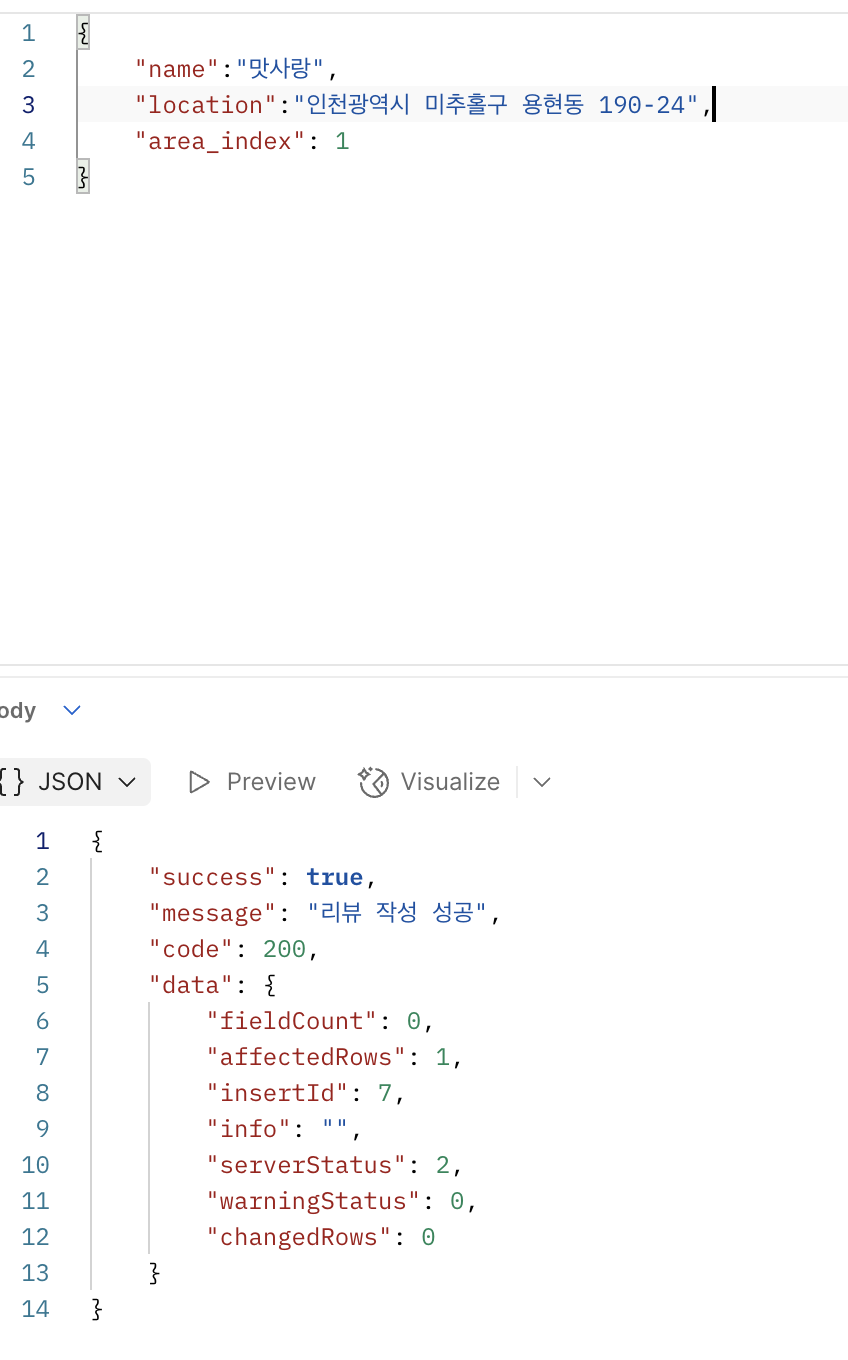 1 {
2 "name":"맛사랑",
3 "location":"인천광역시 미추홀구 용현동 190-24",
4 "area_index": 1
5 }
ody
{} JSON Preview Visualize
1 {
2 "success": true,
3 "message": "리뷰 작성 성공",
4 "code": 200,
5 "data": {
6 "fieldCount": 0,
7 "affectedRows": 1,
8 "insertId": 7,
9 "info": "",
10 "serverStatus": 2,
11 "warningStatus": 0,
12 "changedRows": 0
13 }
14 }